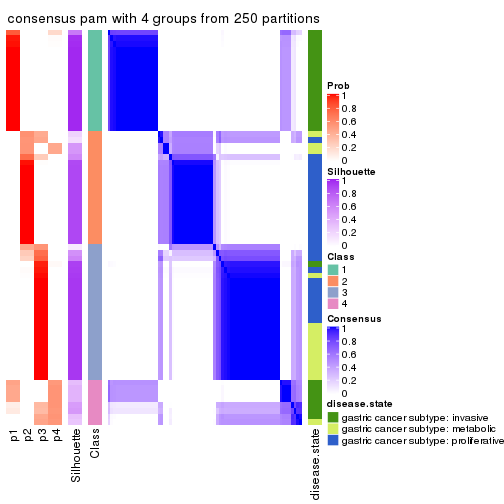 consensus pam with 4 groups from 250 partitions
Prob
1
0.8
0.6
0.4
0.2
0
Silhouette
1
0.8
0.6
0.4
0.2
0
Class
1
2
3
4
Consensus
1
0.8
0.6
0.4
0.2
0
disease.state
gastric cancer subtype: invasive
gastric cancer subtype: metabolic
gastric cancer subtype: proliferative
p1
p2
p3
p4
Silhouette
Class
disease.state